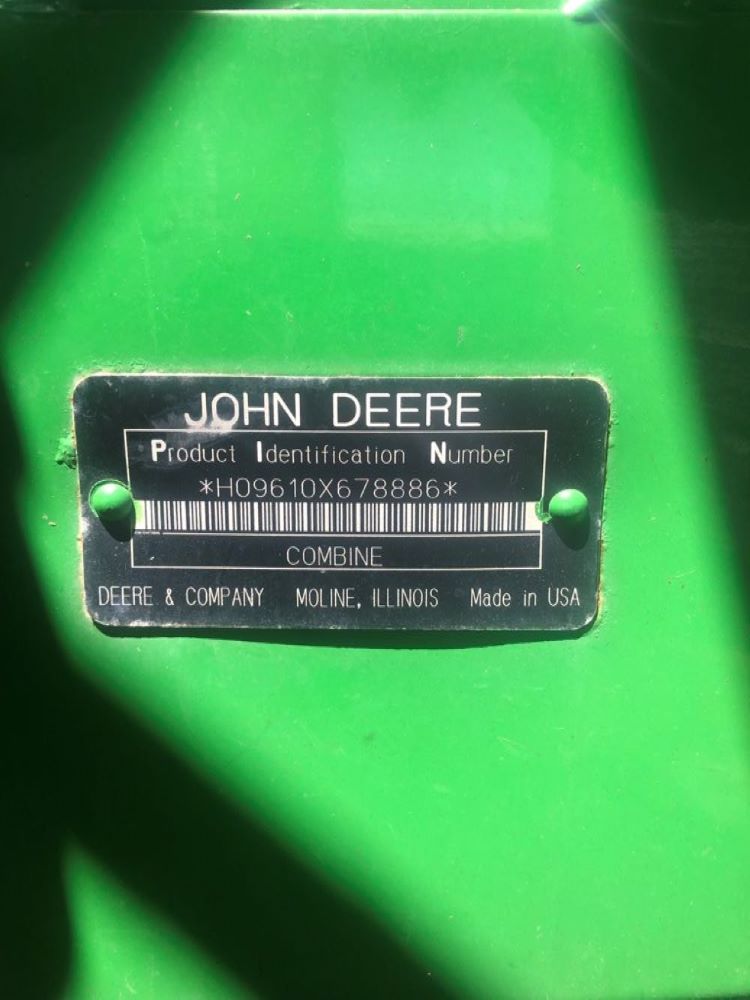 JOHN DEERE
Product Identification Number
*H09610X678886*
COMBINE
DEERE & COMPANY MOLINE, ILLINOIS Made in USA